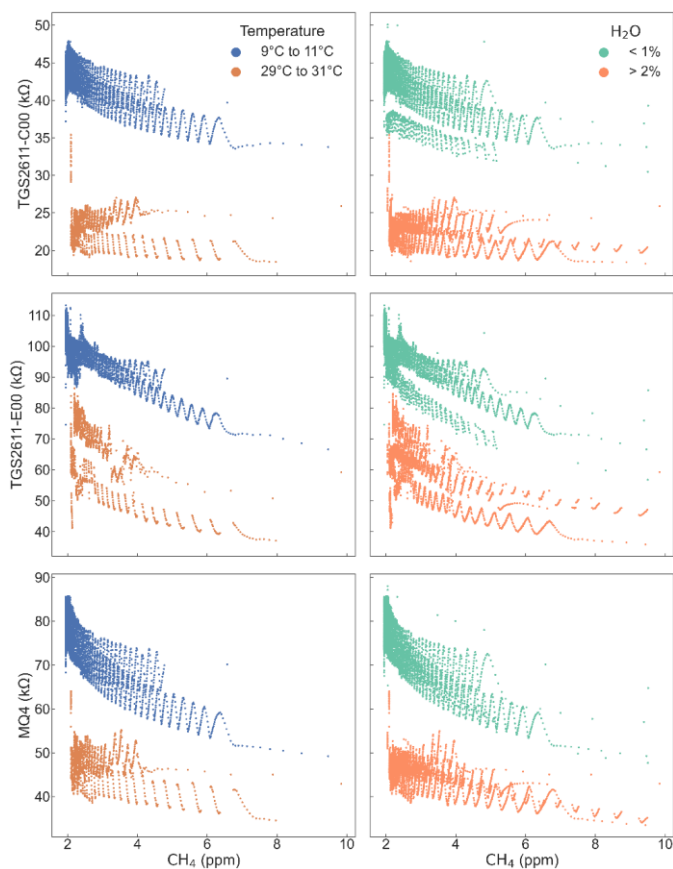 Temperature
9°C to 11°C
29°C to 31°C
H₂O
< 1%
> 2%
TGS2611-C00 (kΩ)
50
45
40
35
30
25
20
TGS2611-E00 (kΩ)
110
100
90
80
70
60
50
40
MQ4 (kΩ)
90
80
70
60
50
40
2 4 6 8 10
2 4 6 8 10
CH₄ (ppm)
CH₄ (ppm)